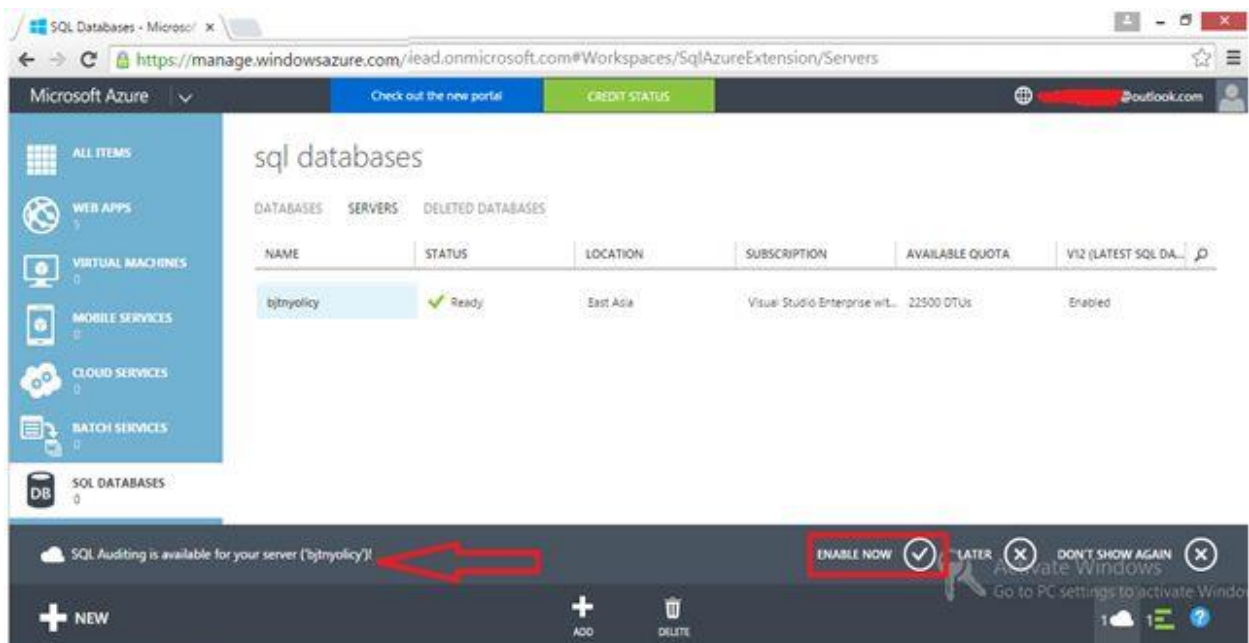 SQL Databases - Microsof
https://manage.windowsazure.com/iead.onmicrosoft.com#Workspaces/SqlAzureExtension/Servers
Microsoft Azure
Check out the new portal
CREDIT STATUS
@outlook.com
ALL ITEMS
WEB APPS
5
VIRTUAL MACHINES
0
MOBILE SERVICES
0
CLOUD SERVICES
0
BATCH SERVICES
0
DB
SQL DATABASES
0
sql databases
DATABASES SERVERS DELETED DATABASES
NAME STATUS LOCATION SUBSCRIPTION AVAILABLE QUOTA V12 (LATEST SQL DA...
bjtnyolicy Ready East Asia Visual Studio Enterprise wit... 22500 DTUs Enabled
SQL Auditing is available for your server ('bjtnyolicy')!
ENABLE NOW LATER DON'T SHOW AGAIN
Activate Windows
Go to PC settings to activate Windo
NEW
ADD
DELETE
1 1 ?